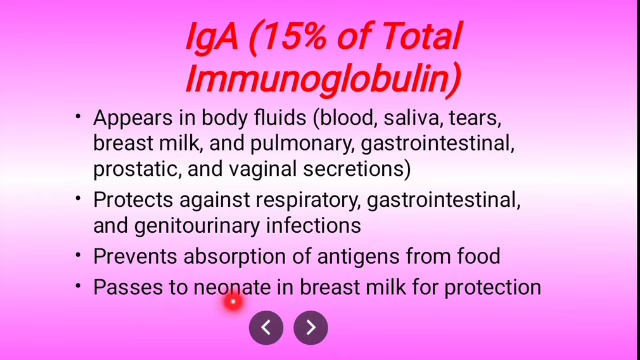 IgA (15% of Total
Immunoglobulin)
• Appears in body fluids (blood, saliva, tears,
breast milk, and pulmonary, gastrointestinal,
prostatic, and vaginal secretions)
• Protects against respiratory, gastrointestinal,
and genitourinary infections
• Prevents absorption of antigens from food
• Passes to neonate in breast milk for protection